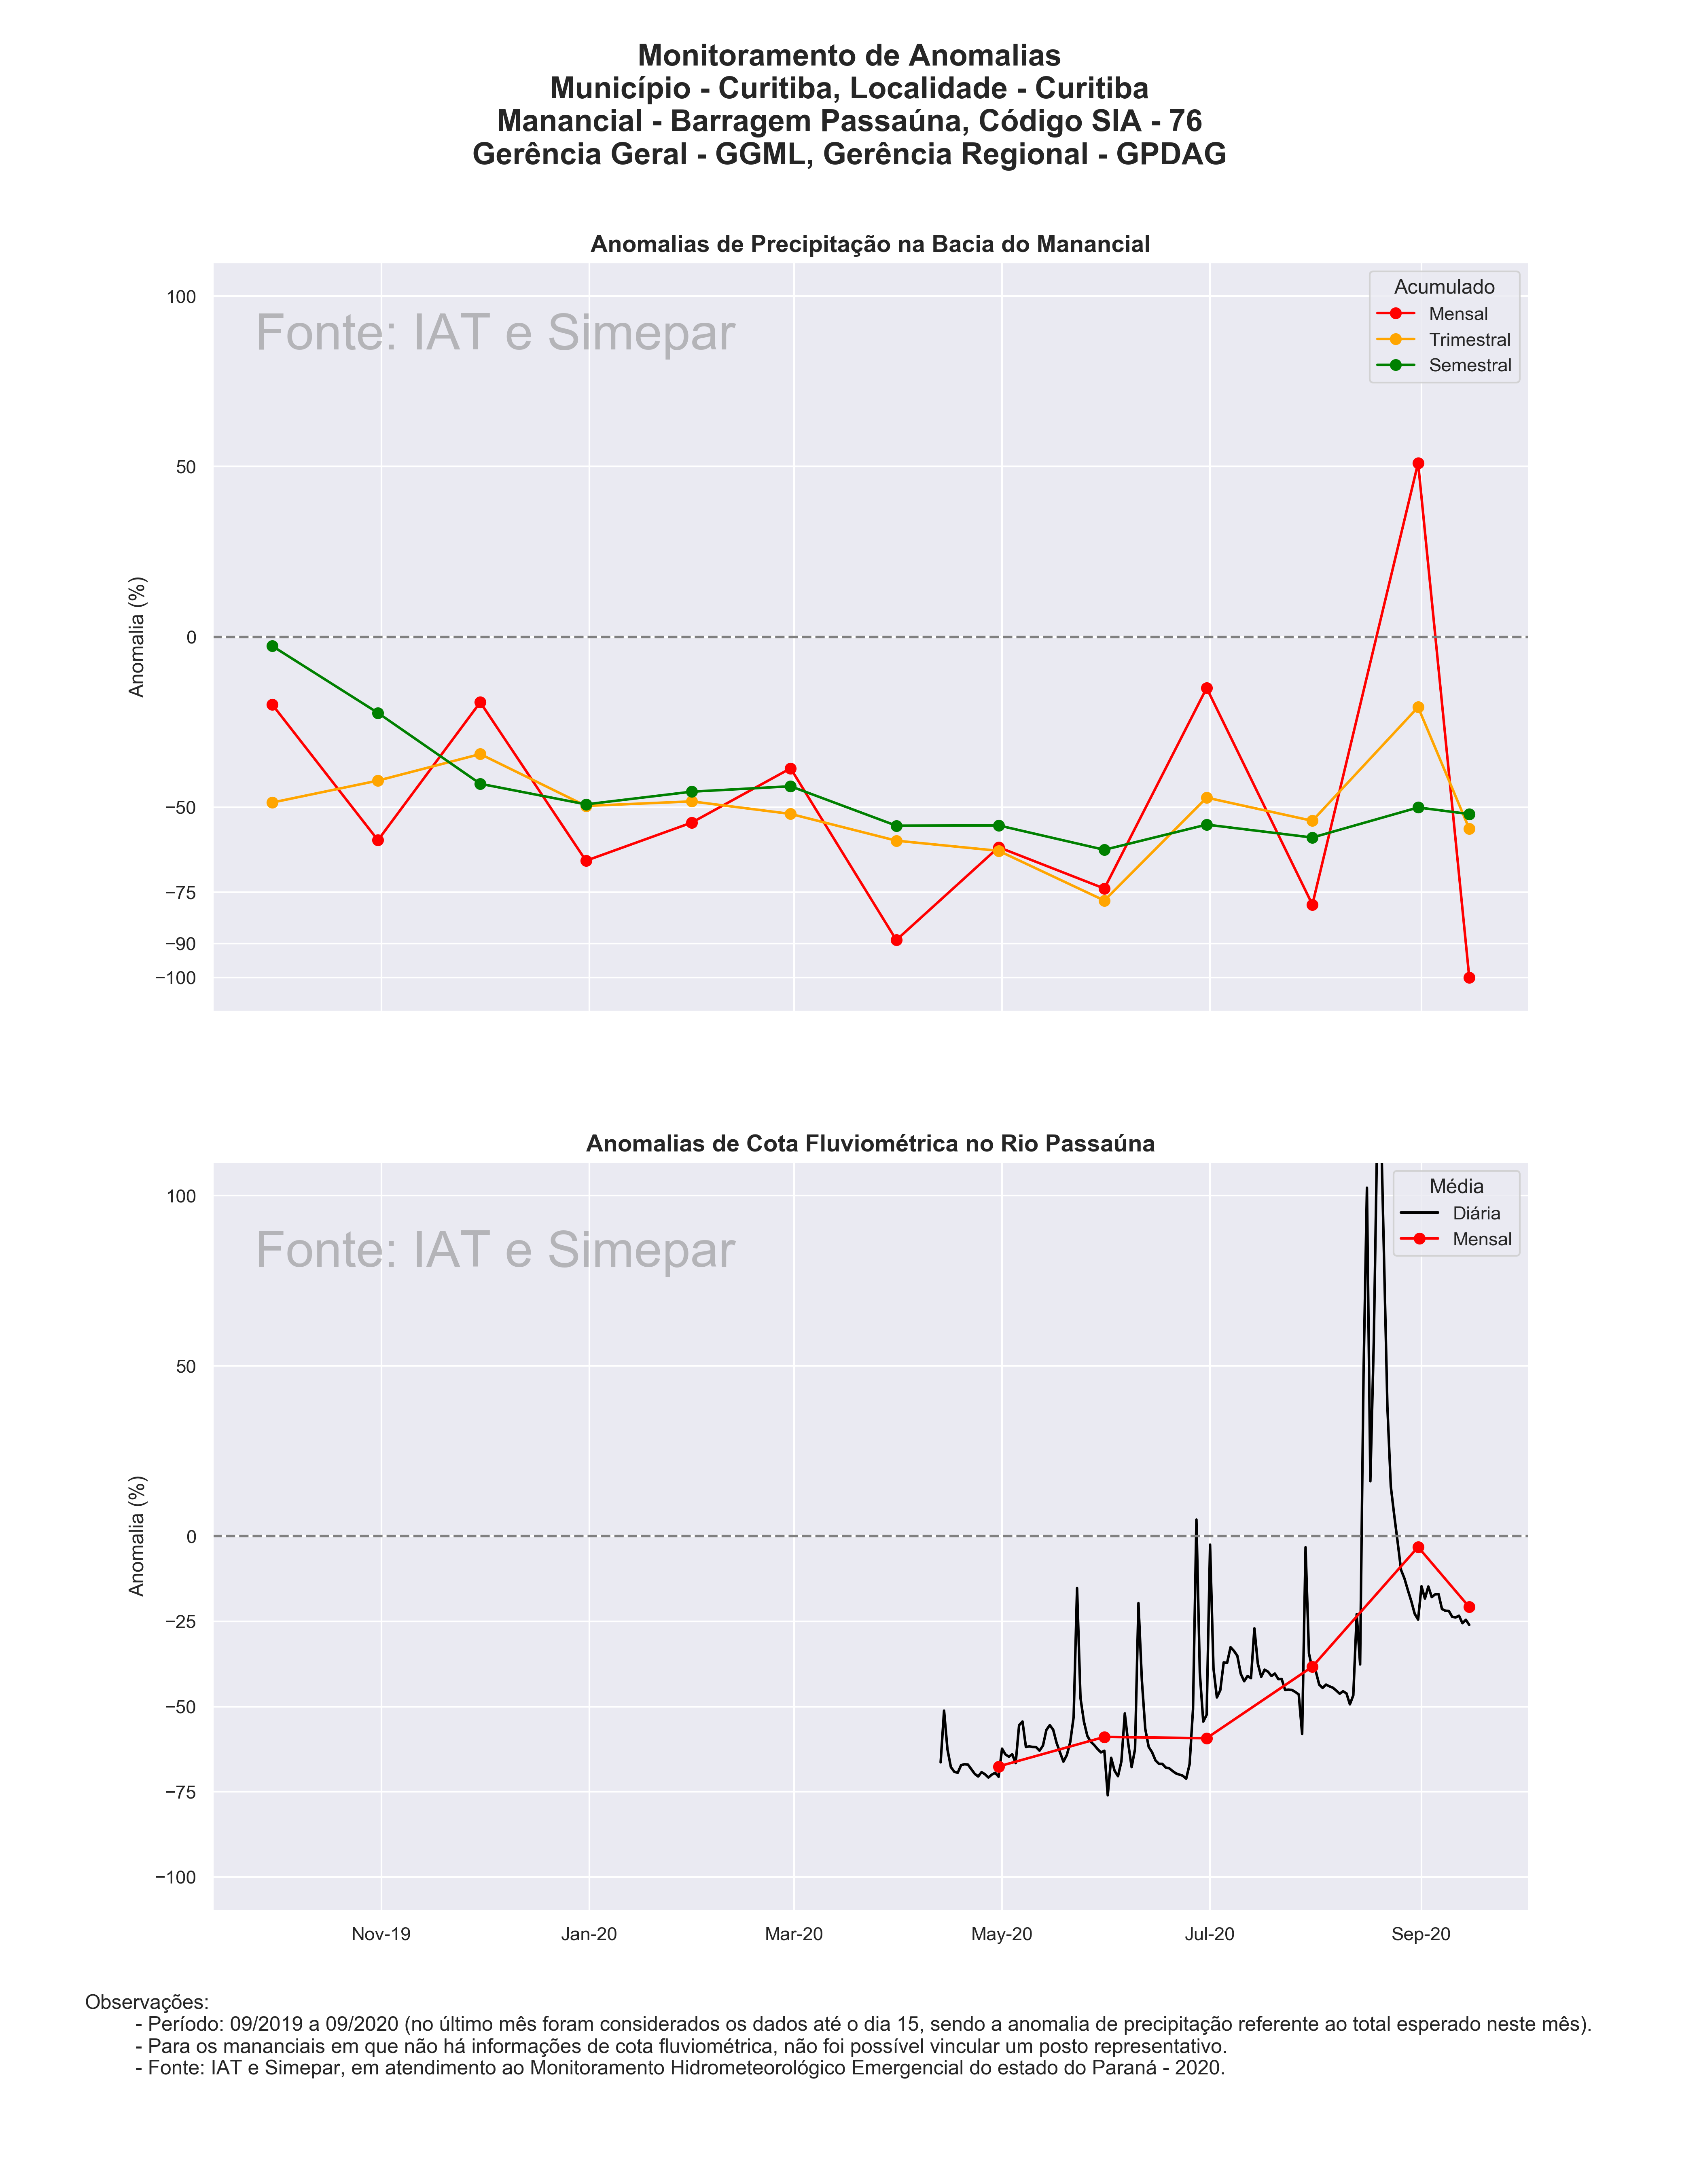 Monitoramento de Anomalias
Município - Curitiba, Localidade - Curitiba
Manancial - Barragem Passaúna, Código SIA - 76
Gerência Geral - GGML, Gerência Regional - GPDAG
Anomalias de Precipitação na Bacia do Manancial
Fonte: IAT e Simepar
Acumulado
Mensal
Trimestral
Semestral
Anomalia (%)
100
50
0
−50
−75
−90
−100
Anomalias de Cota Fluviométrica no Rio Passaúna
Fonte: IAT e Simepar
Média
Diária
Mensal
Anomalia (%)
100
50
0
−25
−50
−75
−100
Nov-19 Jan-20 Mar-20 May-20 Jul-20 Sep-20
Observações:
- Período: 09/2019 a 09/2020 (no último mês foram considerados os dados até o dia 15, sendo a anomalia de precipitação referente ao total esperado neste mês).
- Para os mananciais em que não há informações de cota fluviométrica, não foi possível vincular um posto representativo.
- Fonte: IAT e Simepar, em atendimento ao Monitoramento Hidrometeorológico Emergencial do estado do Paraná - 2020.